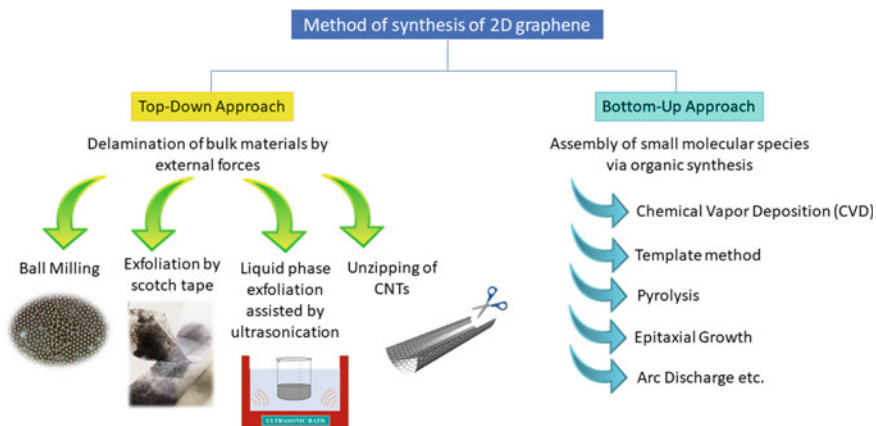 Method of synthesis of 2D graphene
Top-Down Approach
Delamination of bulk materials by
external forces
Ball Milling
Exfoliation by
scotch tape
Liquid phase
exfoliation
assisted by
ultrasonication
Unzipping of
CNTs
ULTRASONIC BATH
Bottom-Up Approach
Assembly of small molecular species
via organic synthesis
Chemical Vapor Deposition (CVD)
Template method
Pyrolysis
Epitaxial Growth
Arc Discharge etc.